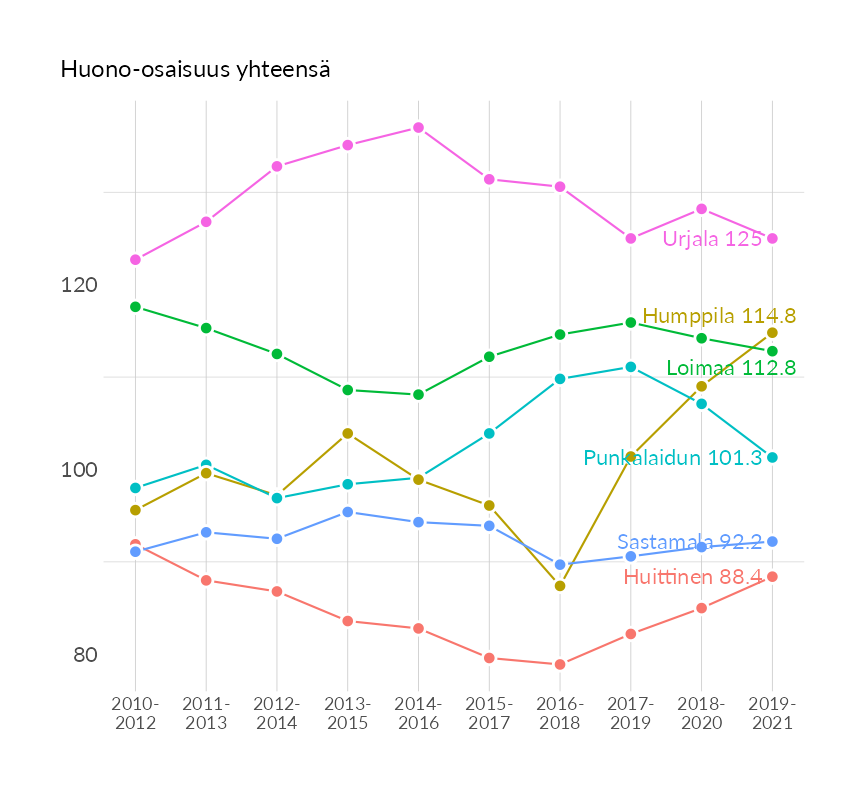 Huono-osaisuus yhteensä
Urjala 125
120
Humppila 114.8
Loimaa 112.8
100
Punkalaidun 101.3
Sastamala 92.2
Huittinen 88.4
80
2010- 2011- 2012- 2013- 2014- 2015- 2016- 2017- 2018- 2019-
2012 2013 2014 2015 2016 2017 2018 2019 2020 2021